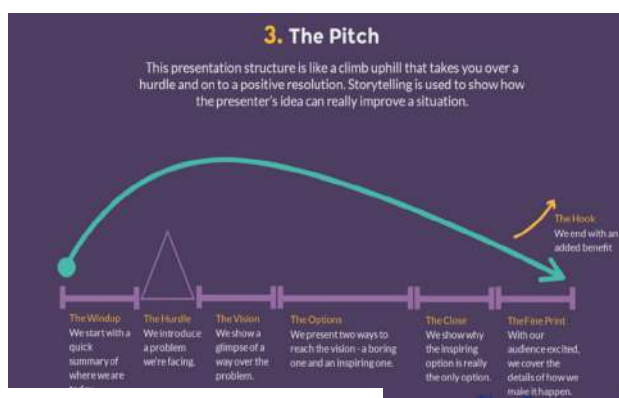 3. The Pitch
This presentation structure is like a climb uphill that takes you over a
hurdle and on to a positive resolution. Storytelling is used to show how
the presenter's idea can really improve a situation.
The Hook
We end with an
added benefit
The Windup
We start with a
quick
summary of
where we are
The Hurdle
We introduce
a problem
we're facing.
The Vision
We show a
glimpse of a
way over the
problem.
The Options
We present two ways to
reach the vision - a boring
one and an inspiring one.
The Close
We show why
the inspiring
option is really
the only option.
The Fine Print
With our
audience excited,
we cover the
details of how we
make it happen.